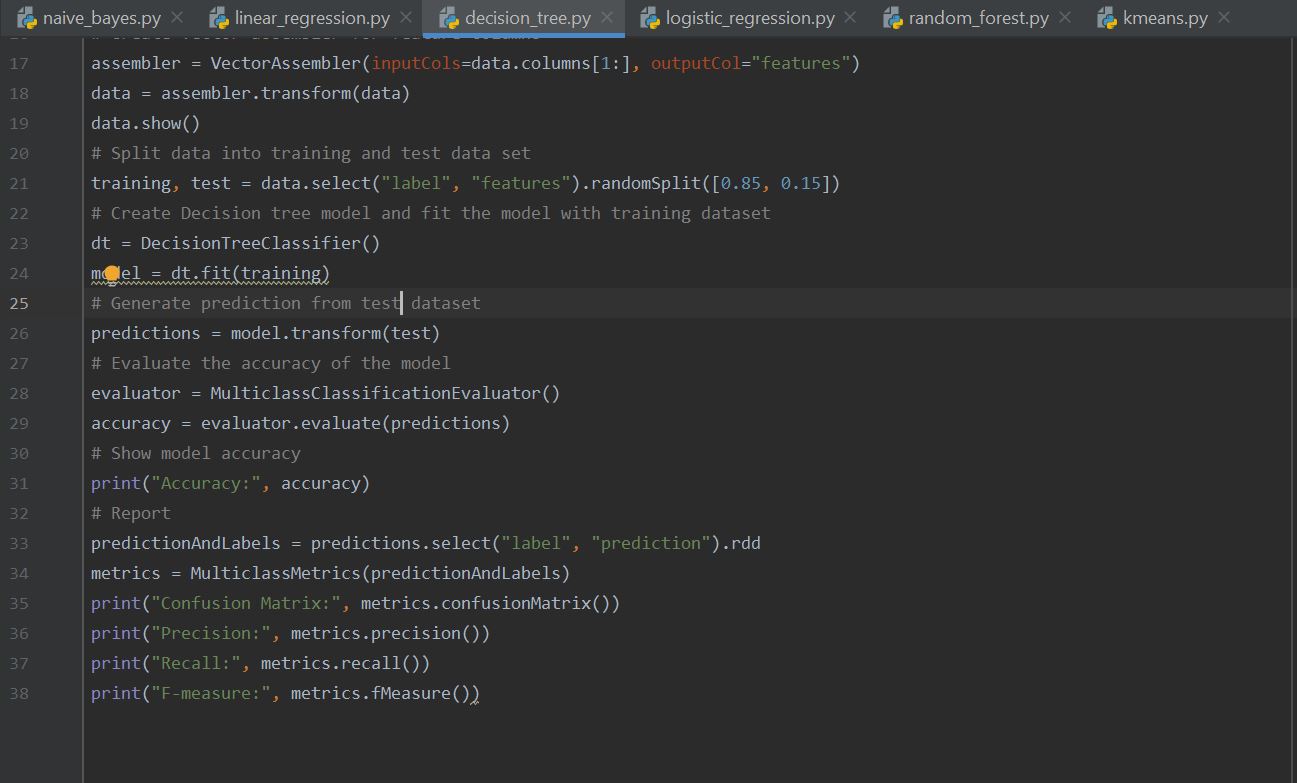 naive_bayes.py linear_regression.py decision_tree.py logistic_regression.py random_forest.py kmeans.py
17 assembler = VectorAssembler(inputCols=data.columns[1:], outputCol="features")
18 data = assembler.transform(data)
19 data.show()
20 # Split data into training and test data set
21 training, test = data.select("label", "features").randomSplit([0.85, 0.15])
22 # Create Decision tree model and fit the model with training dataset
23 dt = DecisionTreeClassifier()
24 model = dt.fit(training)
25 # Generate prediction from test dataset
26 predictions = model.transform(test)
27 # Evaluate the accuracy of the model
28 evaluator = MulticlassClassificationEvaluator()
29 accuracy = evaluator.evaluate(predictions)
30 # Show model accuracy
31 print("Accuracy:", accuracy)
32 # Report
33 predictionAndLabels = predictions.select("label", "prediction").rdd
34 metrics = MulticlassMetrics(predictionAndLabels)
35 print("Confusion Matrix:", metrics.confusionMatrix())
36 print("Precision:", metrics.precision())
37 print("Recall:", metrics.recall())
38 print("F-measure:", metrics.fMeasure())